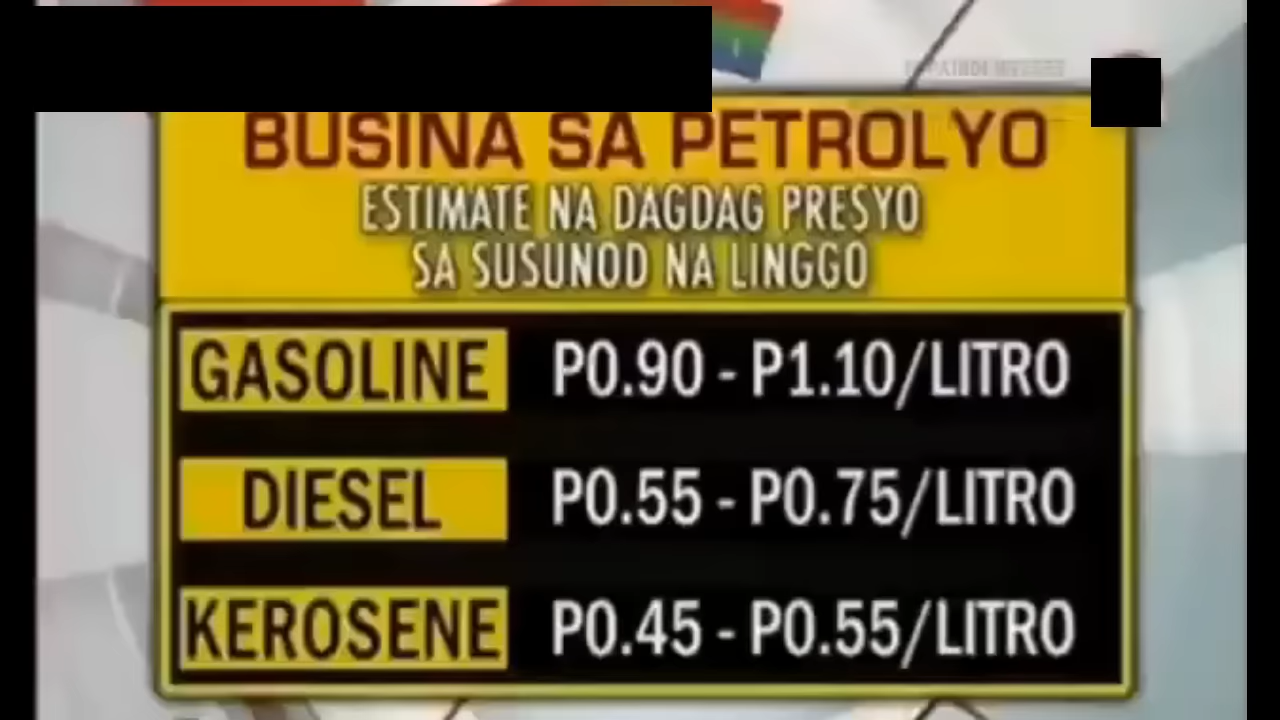 BUSINA SA PETROLYO
ESTIMATE NA DAGDAG PRESYO
SA SUSUNOD NA LINGGO
GASOLINE P0.90 - P1.10/LITRO
DIESEL P0.55 - P0.75/LITRO
KEROSENE P0.45 - P0.55/LITRO